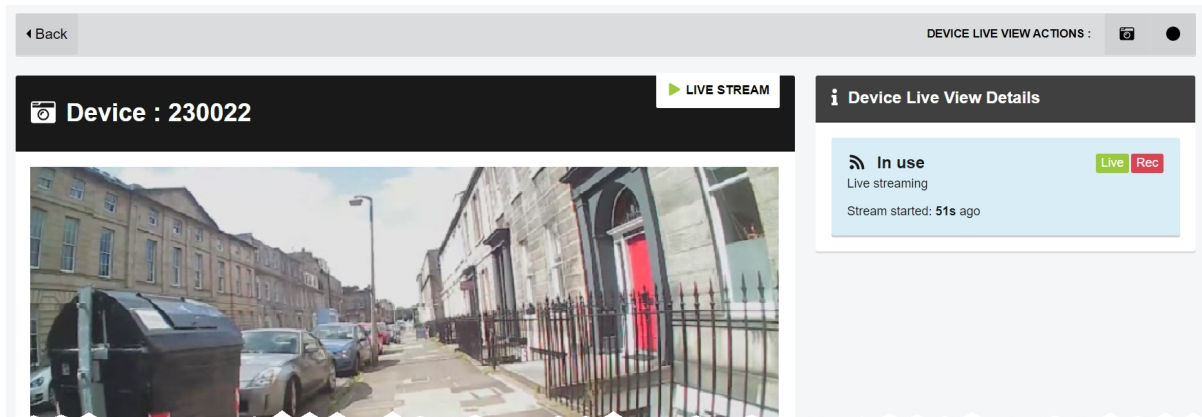 Back
DEVICE LIVE VIEW ACTIONS :
Device : 230022
LIVE STREAM
Device Live View Details
In use
Live Rec
Live streaming
Stream started: 51s ago